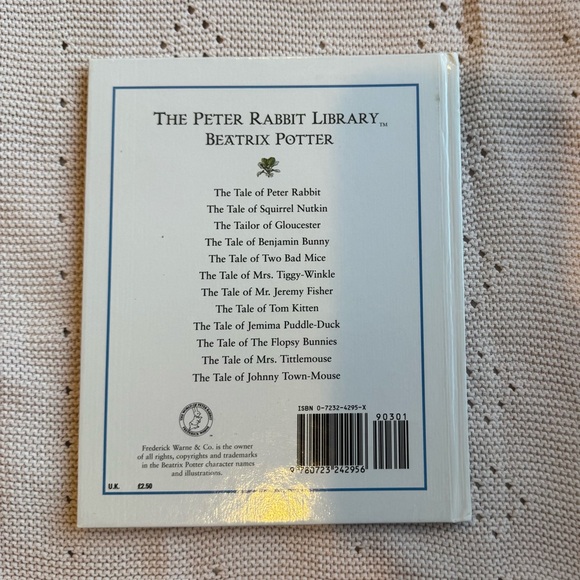 THE PETER RABBIT LIBRARY™
BEATRIX POTTER
The Tale of Peter Rabbit
The Tale of Squirrel Nutkin
The Tailor of Gloucester
The Tale of Benjamin Bunny
The Tale of Two Bad Mice
The Tale of Mrs. Tiggy-Winkle
The Tale of Mr. Jeremy Fisher
The Tale of Tom Kitten
The Tale of Jemima Puddle-Duck
The Tale of The Flopsy Bunnies
The Tale of Mrs. Tittlemouse
The Tale of Johnny Town-Mouse
ISBN 0-7232-4295-X
90301
9 780723 242956
Frederick Warne & Co. is the owner
of all rights, copyrights and trademarks
in the Beatrix Potter character names
and illustrations.
U.K. £2.50